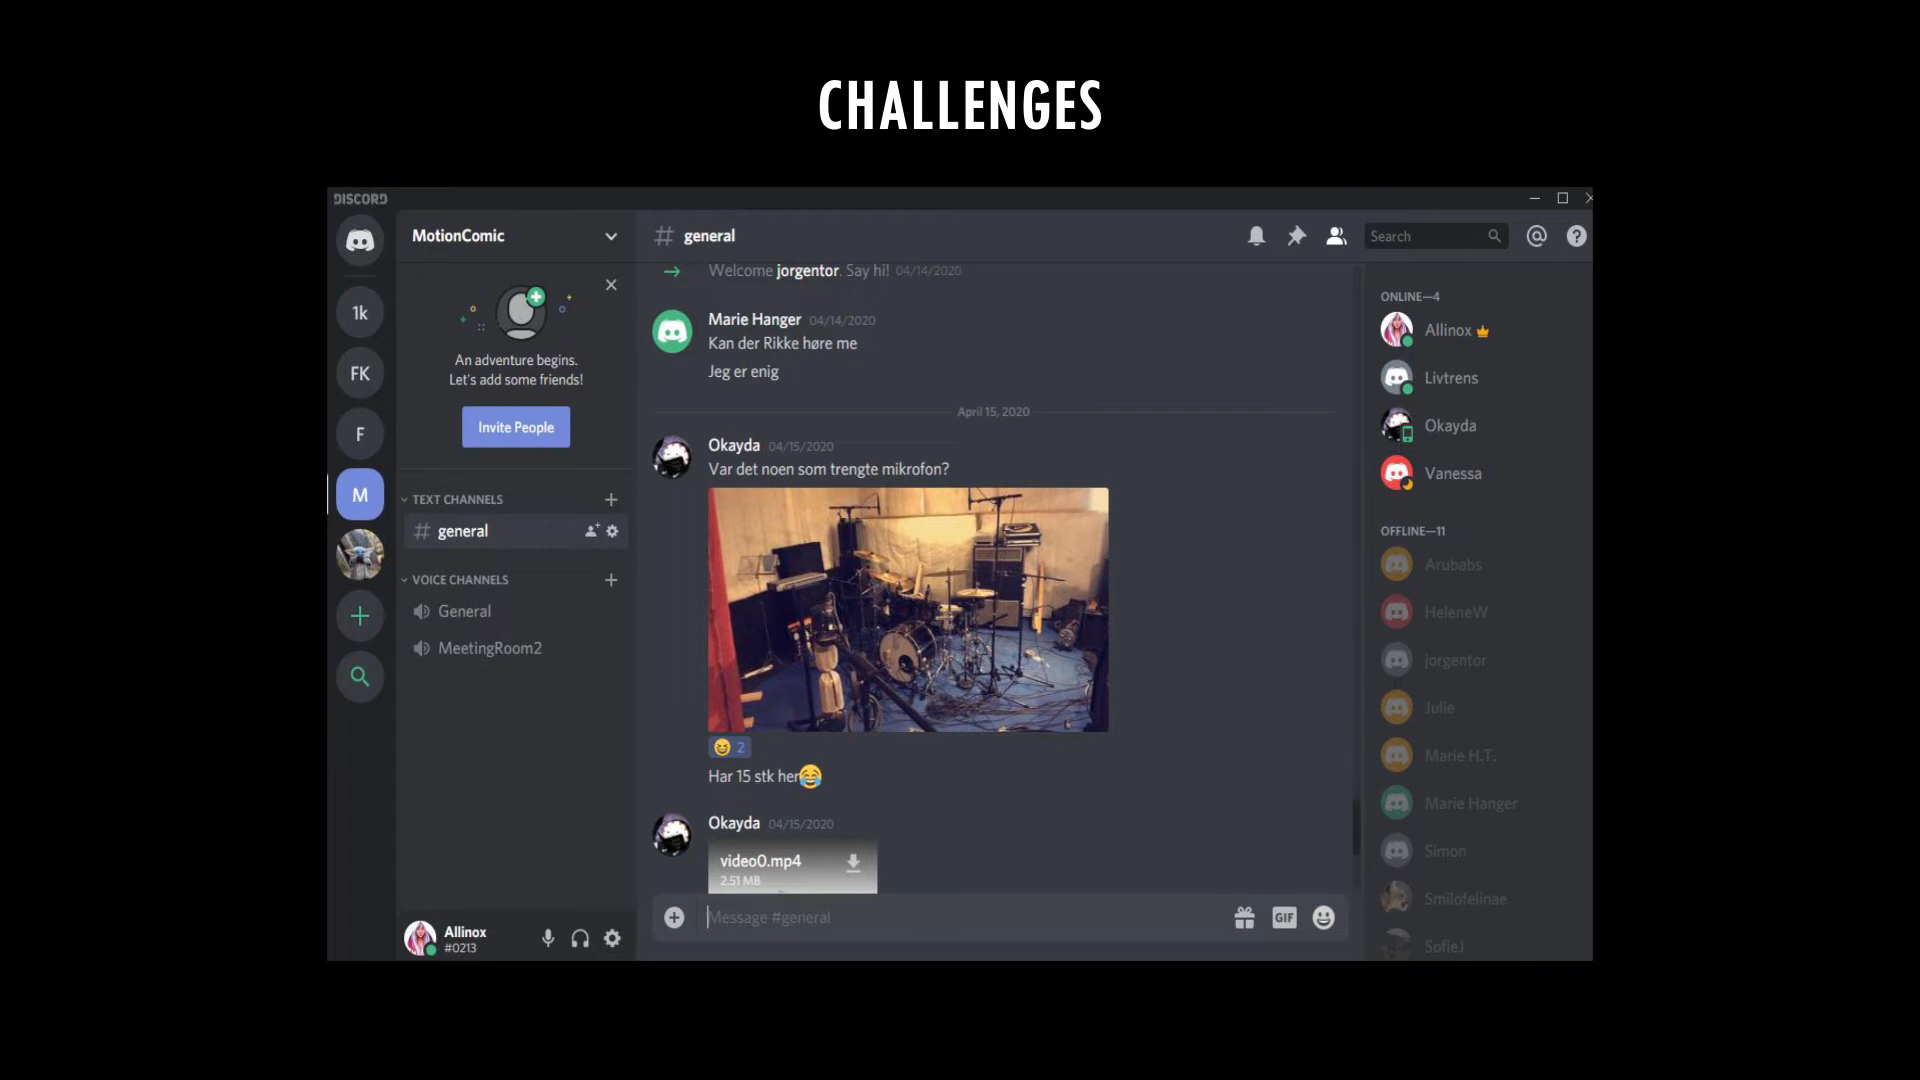 CHALLENGES
DISCORD
MotionComic
general
Search
1k
FK
F
M
An adventure begins.
Let's add some friends!
Invite People
TEXT CHANNELS
general
VOICE CHANNELS
General
MeetingRoom2
Allinox
#0213
Welcome jorgentor. Say hi! 04/14/2020
Marie Hanger 04/14/2020
Kan der Rikke høre me
Jeg er enig
April 15, 2020
Okayda 04/15/2020
Var det noen som trengte mikrofon?
2
Har 15 stk her
Okayda 04/15/2020
video0.mp4
2.51 MB
Message #general
GIF
ONLINE—4
Allinox
Livtrens
Okayda
Vanessa
OFFLINE—11
Arubabs
HeleneW
jorgentor
Julie
Marie H.T.
Marie Hanger
Simon
Smilofelinae
SofieJ